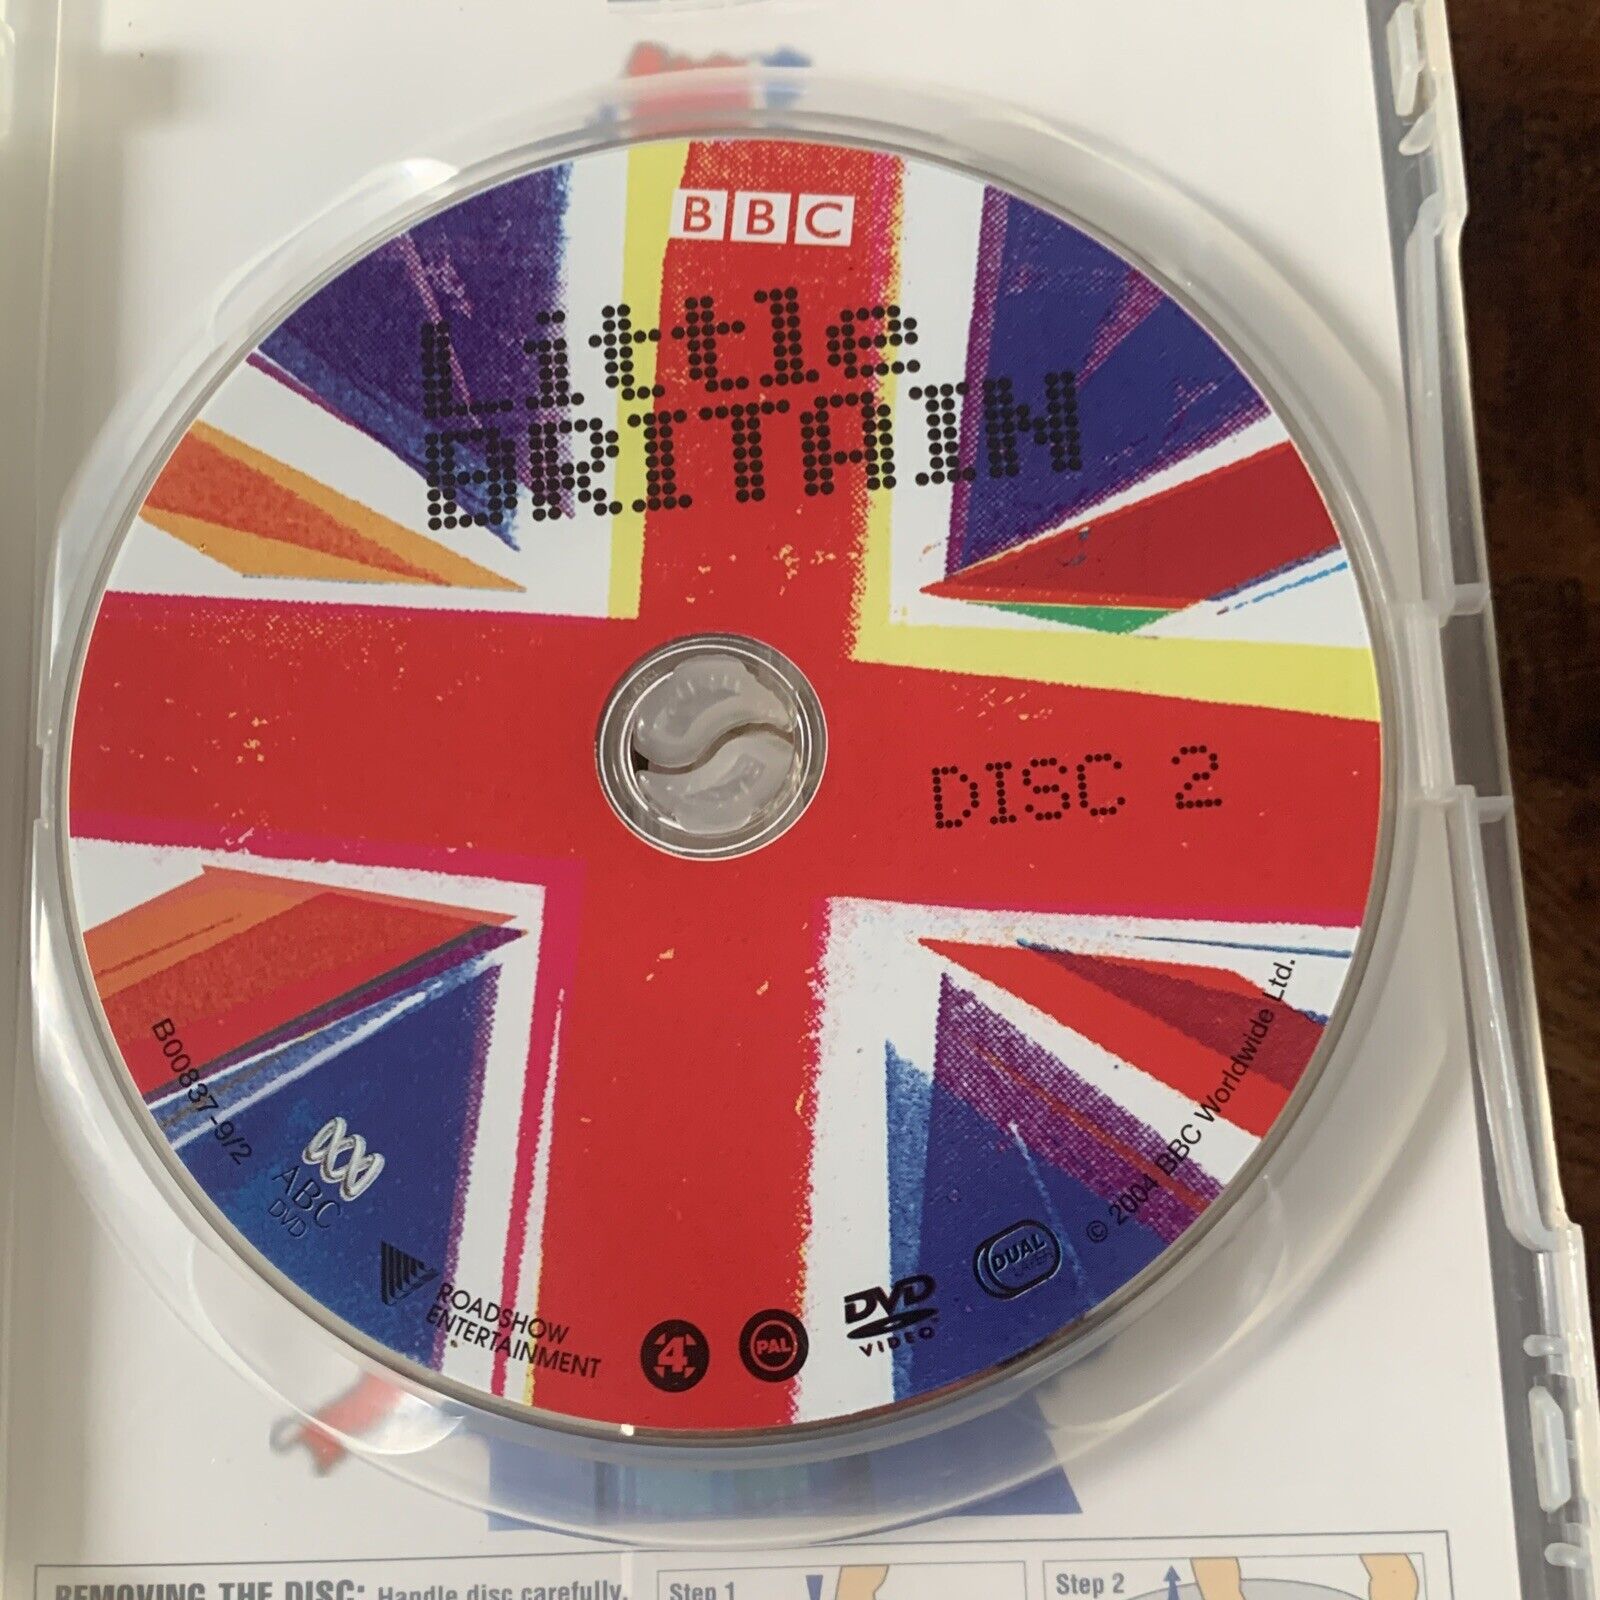 BBC
Little
BRITAIN
DISC 2
B00837-9/2
ABC
DVD
ROADSHOW
ENTERTAINMENT
4
PAL
DVD
VIDEO
DUAL
LAYER
© 2004 BBC Worldwide Ltd.
REMOVING THE DISC: Handle disc carefully.
Step 1
Step 2